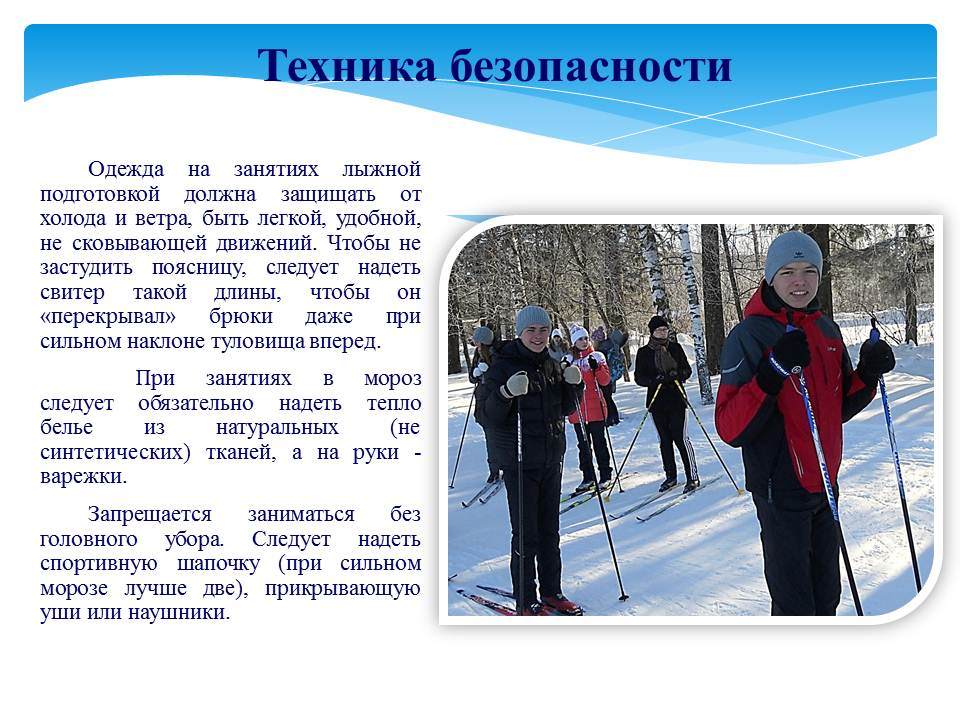 Техника безопасности
Одежда на занятиях лыжной
подготовкой должна защищать от
холода и ветра, быть легкой, удобной,
не сковывающей движений. Чтобы не
застудить поясницу, следует надеть
свитер такой длины, чтобы он
«перекрывал» брюки даже при
сильном наклоне туловища вперед.
При занятиях в мороз
следует обязательно надеть тепло
белье из натуральных (не
синтетических) тканей, а на руки -
варежки.
Запрещается заниматься без
головного убора. Следует надеть
спортивную шапочку (при сильном
морозе лучше две), прикрывающую
уши или наушники.